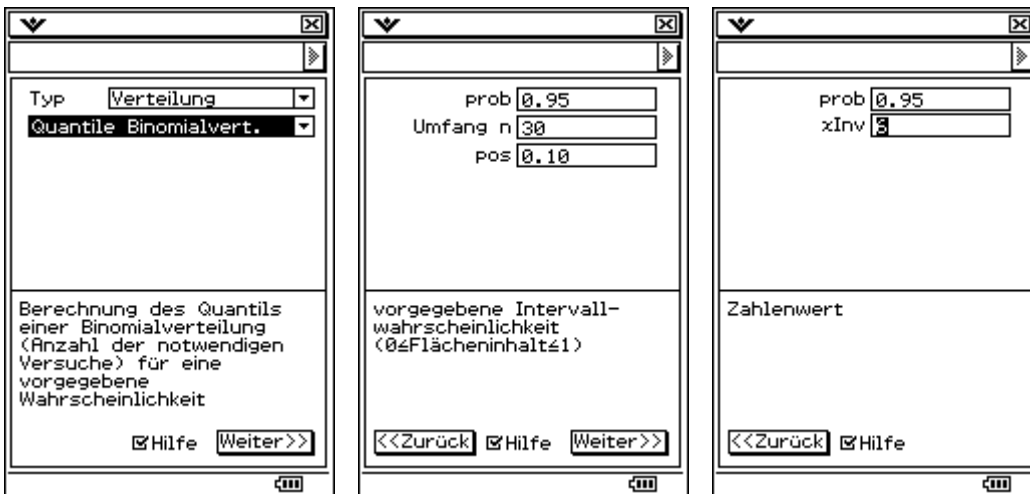 Typ Verteilung
Quantile Binomialvert.
Berechnung des Quantils
einer Binomialverteilung
(Anzahl der notwendigen
Versuche) für eine
vorgegebene
Wahrscheinlichkeit
Hilfe Weiter>>
prob 0.95
Umfang n 30
pos 0.10
vorgegebene Intervall-
wahrscheinlichkeit
(0≤Flächeninhalt≤1)
<<Zurück Hilfe Weiter>>
prob 0.95
xInv 6
Zahlenwert
<<Zurück Hilfe